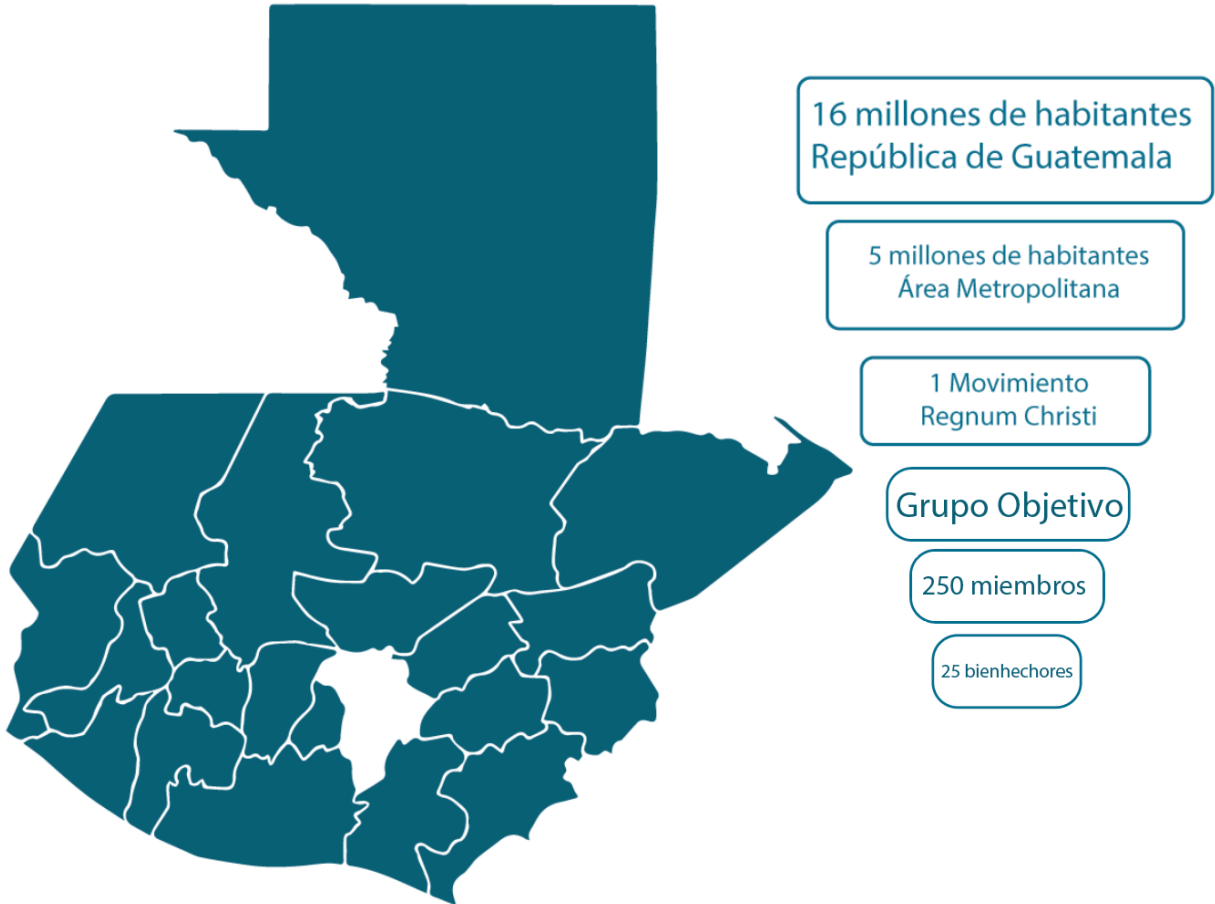 16 millones de habitantes
República de Guatemala
5 millones de habitantes
Área Metropolitana
1 Movimiento
Regnum Christi
Grupo Objetivo
250 miembros
25 bienhechores